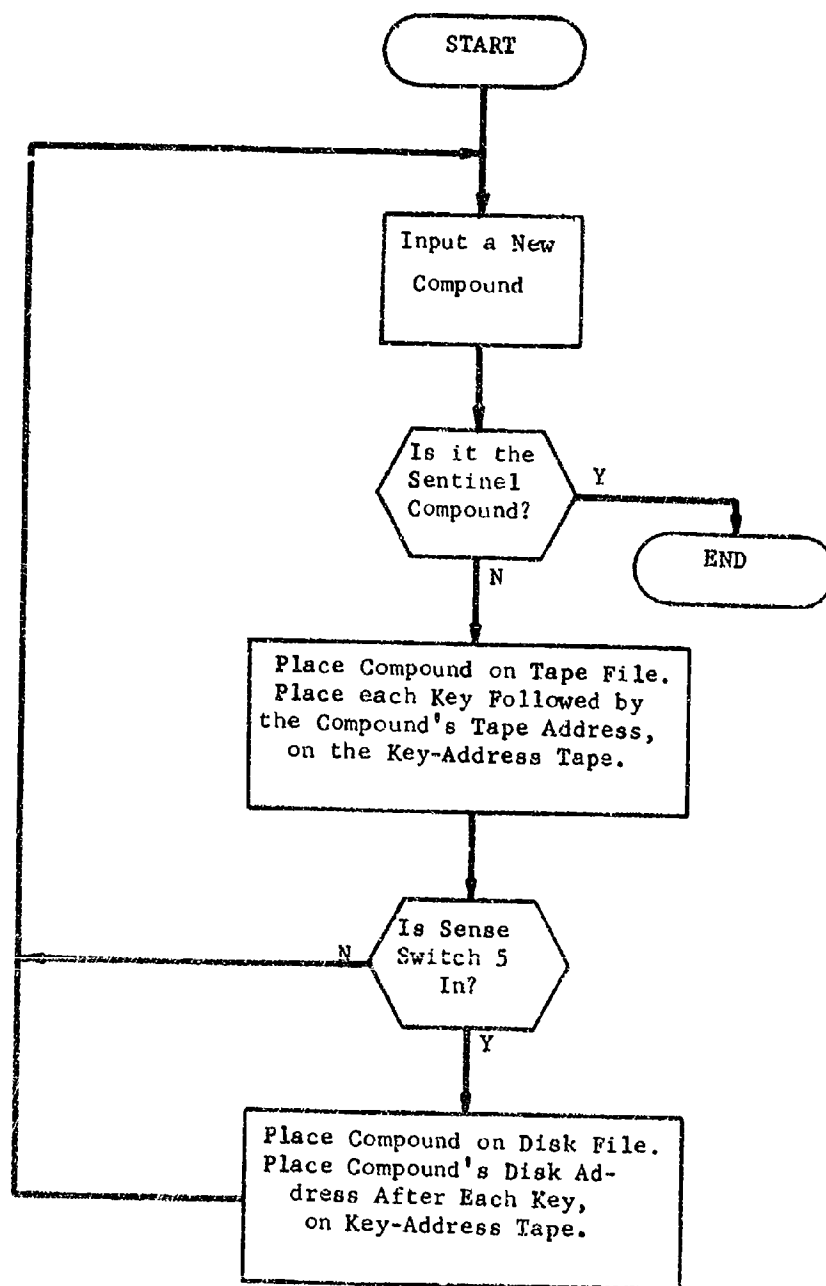 START
Input a New
Compound
Is it the
Sentinel
Compound?
Y
END
N
Place Compound on Tape File.
Place each Key Followed by
the Compound's Tape Address,
on the Key-Address Tape.
Is Sense
Switch 5
In?
N
Y
Place Compound on Disk File.
Place Compound's Disk Ad-
dress After Each Key,
on Key-Address Tape.